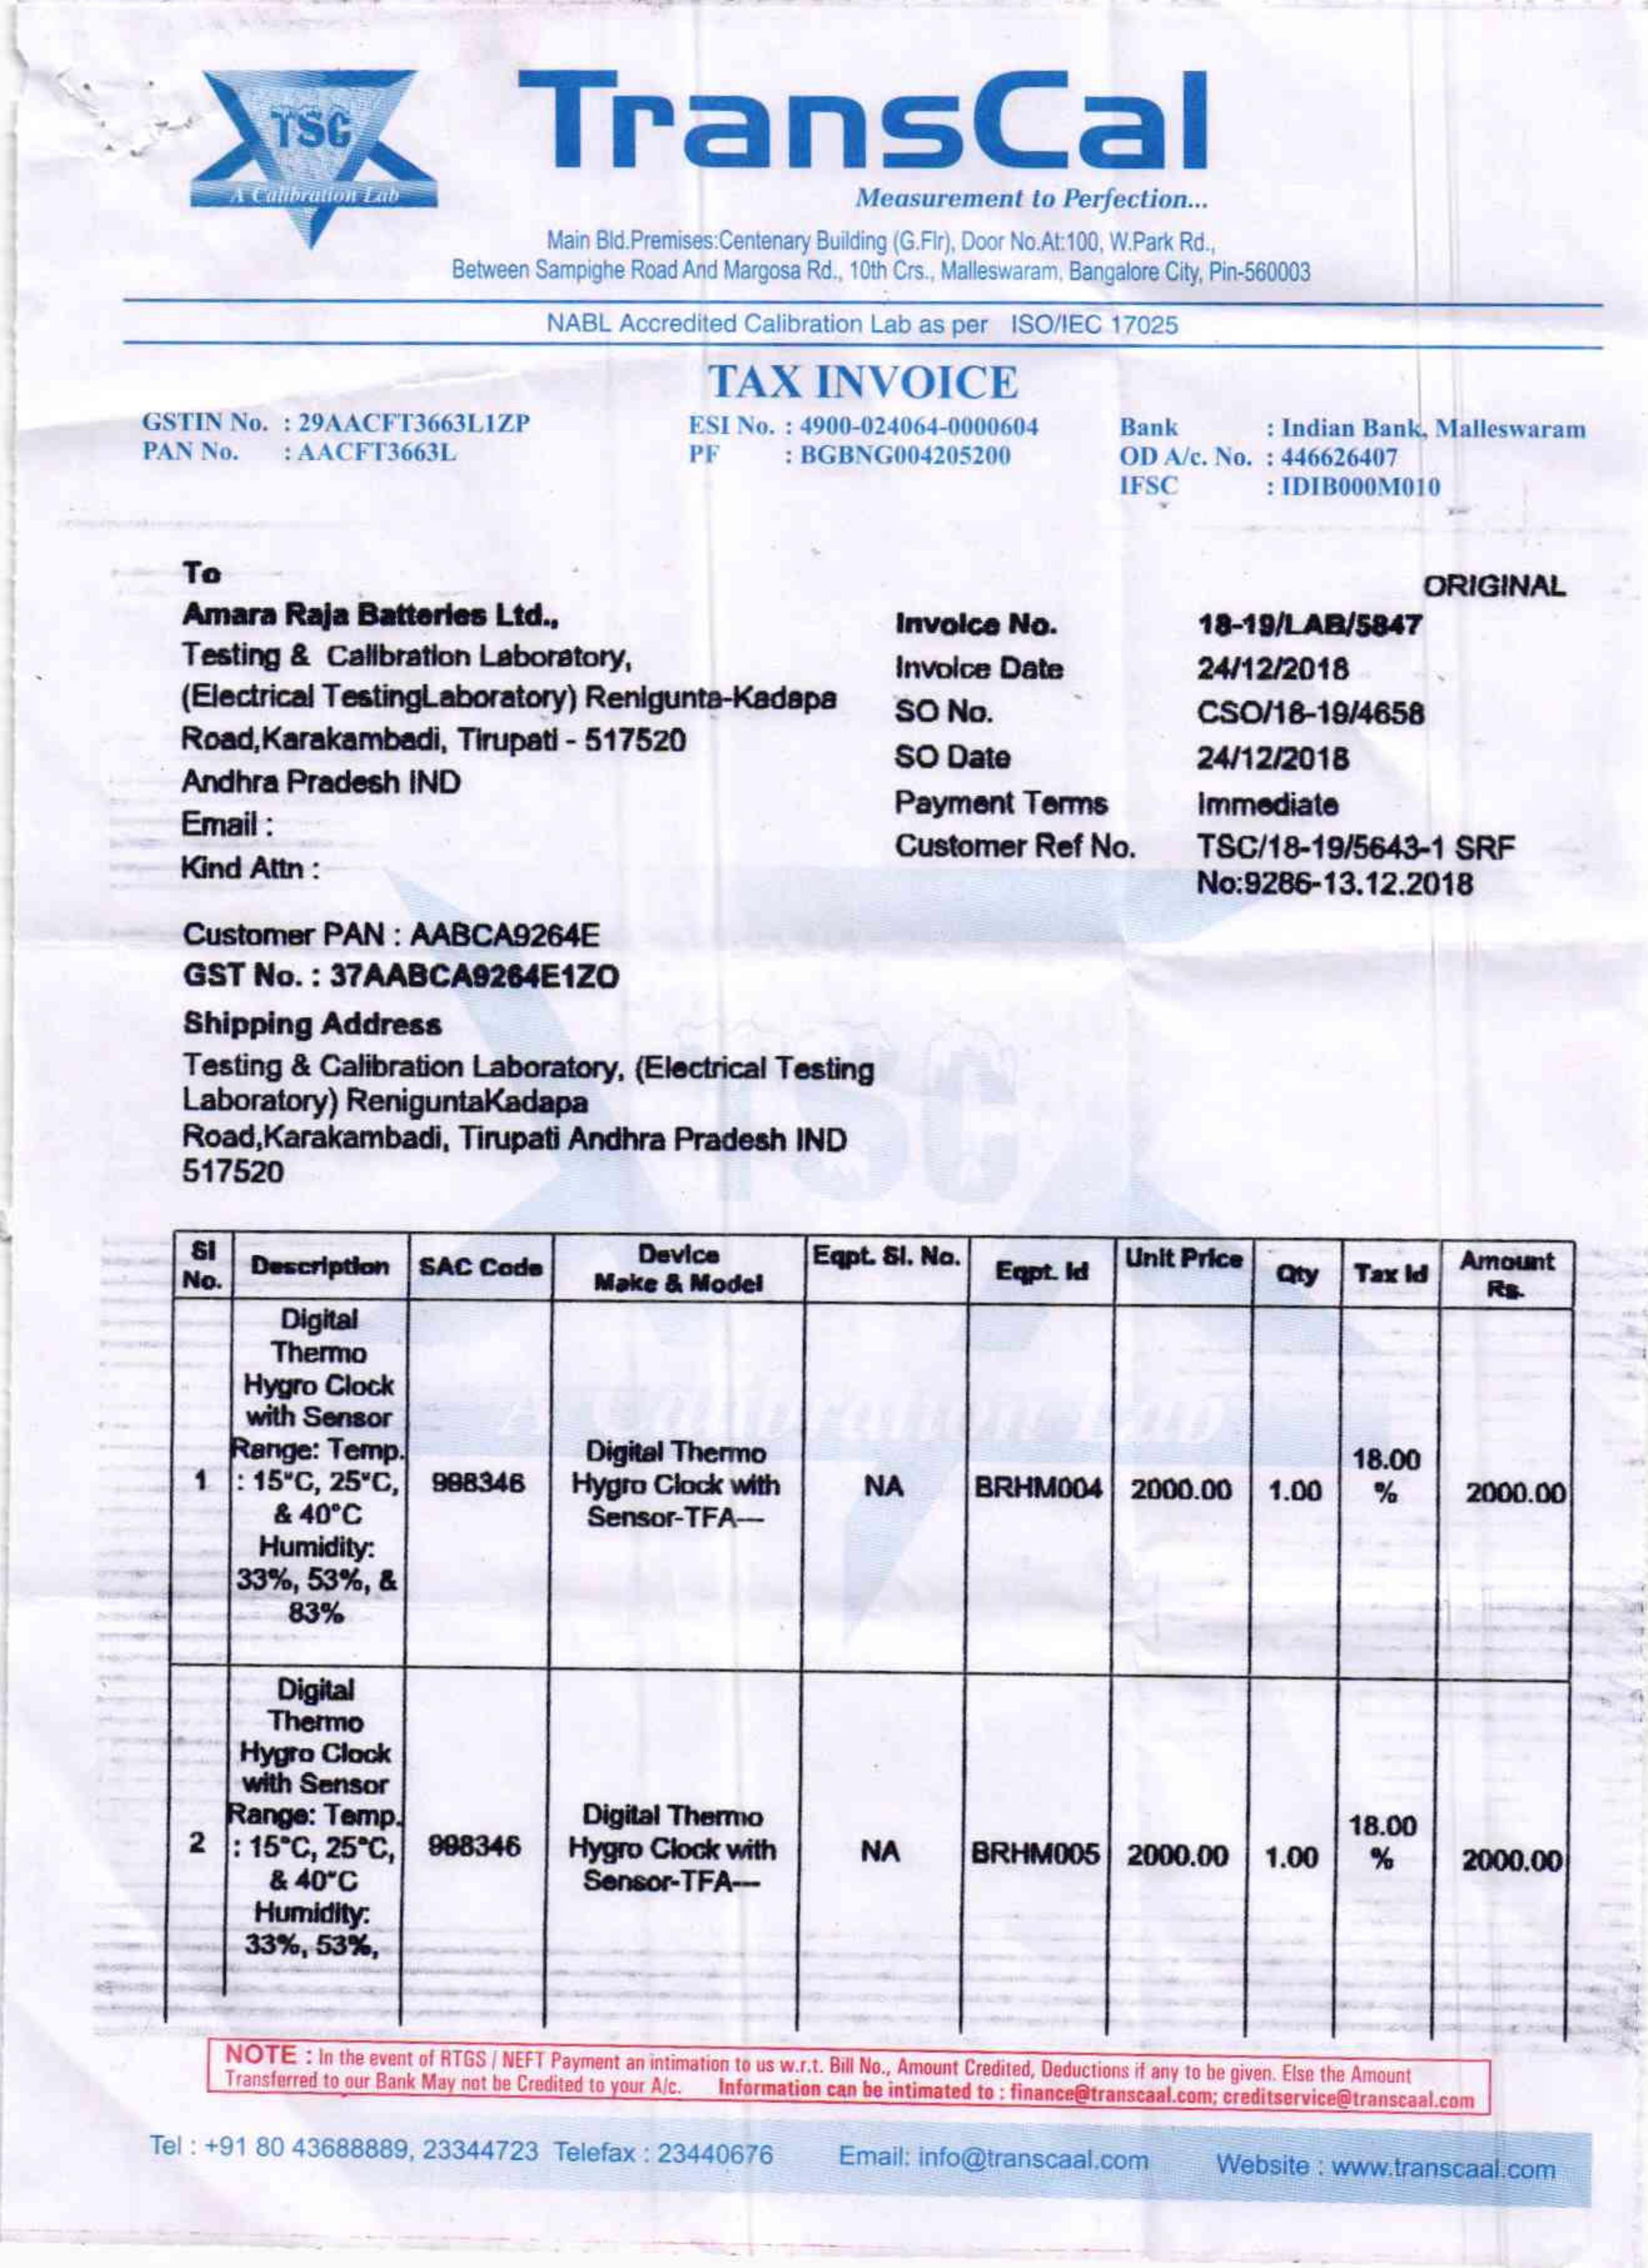 TSC
A Calibration Lab
TransCal
Measurement to Perfection...
Main Bld.Premises:Centenary Building (G.Flr), Door No.At:100, W.Park Rd.,
Between Sampighe Road And Margosa Rd., 10th Crs., Malleswaram, Bangalore City, Pin-560003
NABL Accredited Calibration Lab as per ISO/IEC 17025
TAX INVOICE
GSTIN No. : 29AACFT3663L1ZP
PAN No. : AACFT3663L
ESI No. : 4900-024064-0000604
PF : BGBNG004205200
Bank : Indian Bank, Malleswaram
OD A/c. No. : 446626407
IFSC : IDIB000M010
To
Amara Raja Batteries Ltd.,
Testing & Calibration Laboratory,
(Electrical TestingLaboratory) Renigunta-Kadapa
Road,Karakambadi, Tirupati - 517520
Andhra Pradesh IND
Email :
Kind Attn :
ORIGINAL
Invoice No. 18-19/LAB/5847
Invoice Date 24/12/2018
SO No. CSO/18-19/4658
SO Date 24/12/2018
Payment Terms Immediate
Customer Ref No. TSC/18-19/5643-1 SRF
No:9286-13.12.2018
Customer PAN : AABCA9264E
GST No. : 37AABCA9264E1ZO
Shipping Address
Testing & Calibration Laboratory, (Electrical Testing
Laboratory) ReniguntaKadapa
Road,Karakambadi, Tirupati Andhra Pradesh IND
517520
TSC
A Calibration Lab
Sl No. Description SAC Code Device Make & Model Eqpt. Sl. No. Eqpt. Id Unit Price Qty Tax Id Amount Rs.
Digital
Thermo
Hygro Clock
with Sensor
Range: Temp. Digital Thermo 18.00
1 : 15°C, 25°C, 998346 Hygro Clock with NA BRHM004 2000.00 1.00 % 2000.00
& 40°C Sensor-TFA---
Humidity:
33%, 53%, &
83%
Digital
Thermo
Hygro Clock
with Sensor
Range: Temp. Digital Thermo 18.00
2 : 15°C, 25°C, 998346 Hygro Clock with NA BRHM005 2000.00 1.00 % 2000.00
& 40°C Sensor-TFA---
Humidity:
33%, 53%,
NOTE : In the event of RTGS / NEFT Payment an intimation to us w.r.t. Bill No., Amount Credited, Deductions if any to be given. Else the Amount
Transferred to our Bank May not be Credited to your A/c. Information can be intimated to : finance@transcaal.com; creditservice@transcaal.com
Tel : +91 80 43688889, 23344723 Telefax : 23440676 Email: info@transcaal.com Website : www.transcaal.com